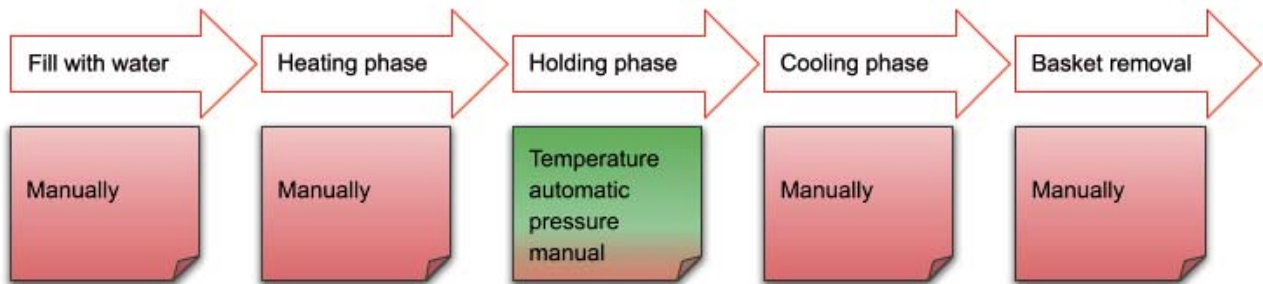 Fill with water
Heating phase
Holding phase
Cooling phase
Basket removal
Manually
Manually
Temperature
automatic
pressure
manual
Manually
Manually